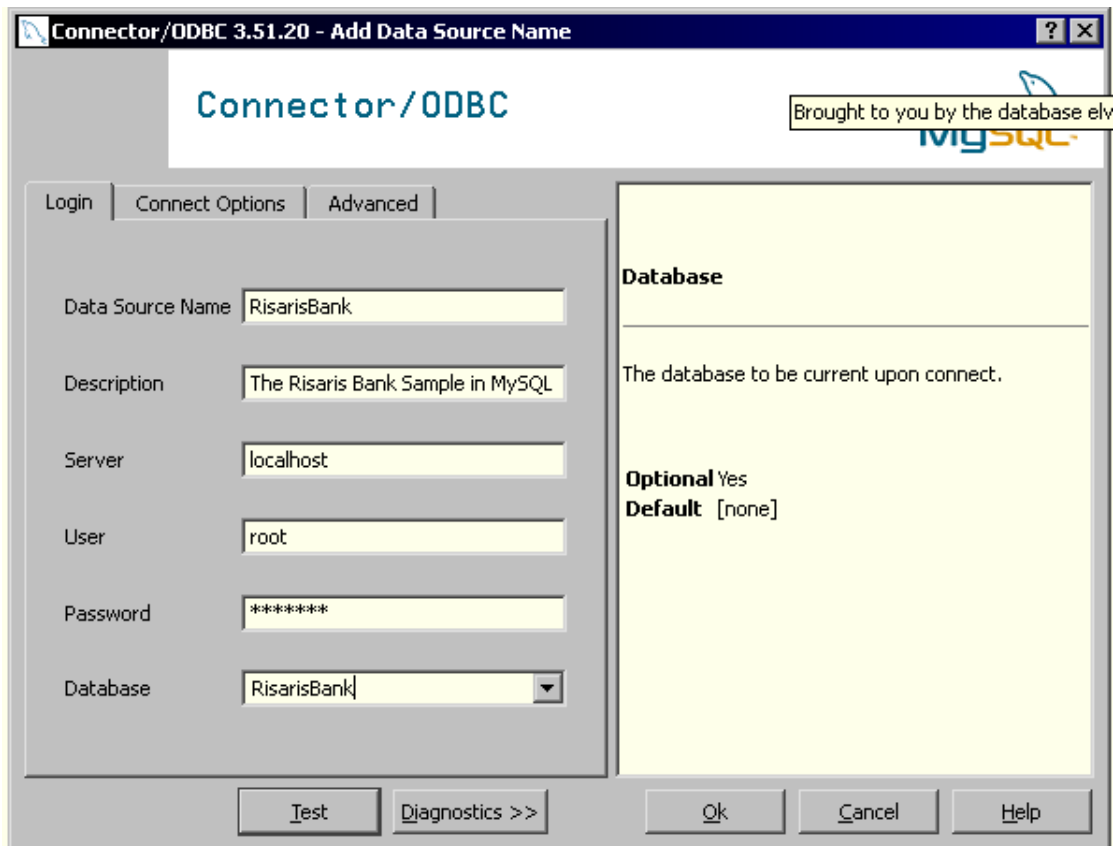 Connector/ODBC 3.51.20 - Add Data Source Name
Connector/ODBC
Brought to you by the database elv
MySQL
Login
Connect Options
Advanced
Data Source Name
RisarisBank
Description
The Risaris Bank Sample in MySQL
Server
localhost
User
root
Password
*******
Database
RisarisBank
Database
The database to be current upon connect.
Optional Yes
Default [none]
Test
Diagnostics >>
Ok
Cancel
Help